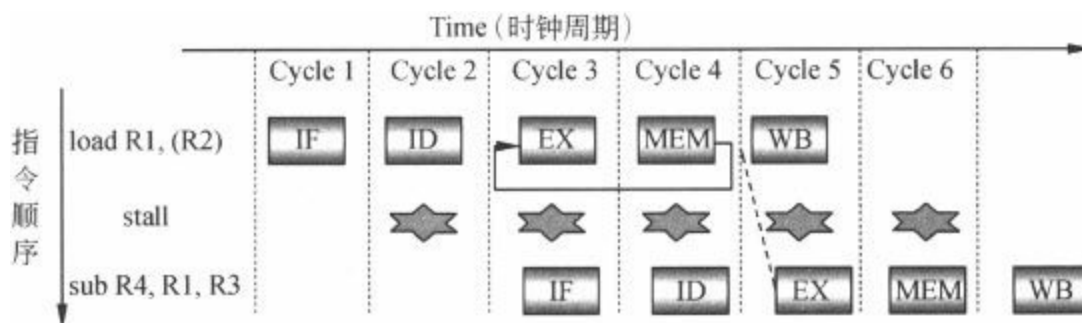 Time (时钟周期)
Cycle 1 Cycle 2 Cycle 3 Cycle 4 Cycle 5 Cycle 6
指令顺序
load R1, (R2) IF ID EX MEM WB
stall
sub R4, R1, R3 IF ID EX MEM WB